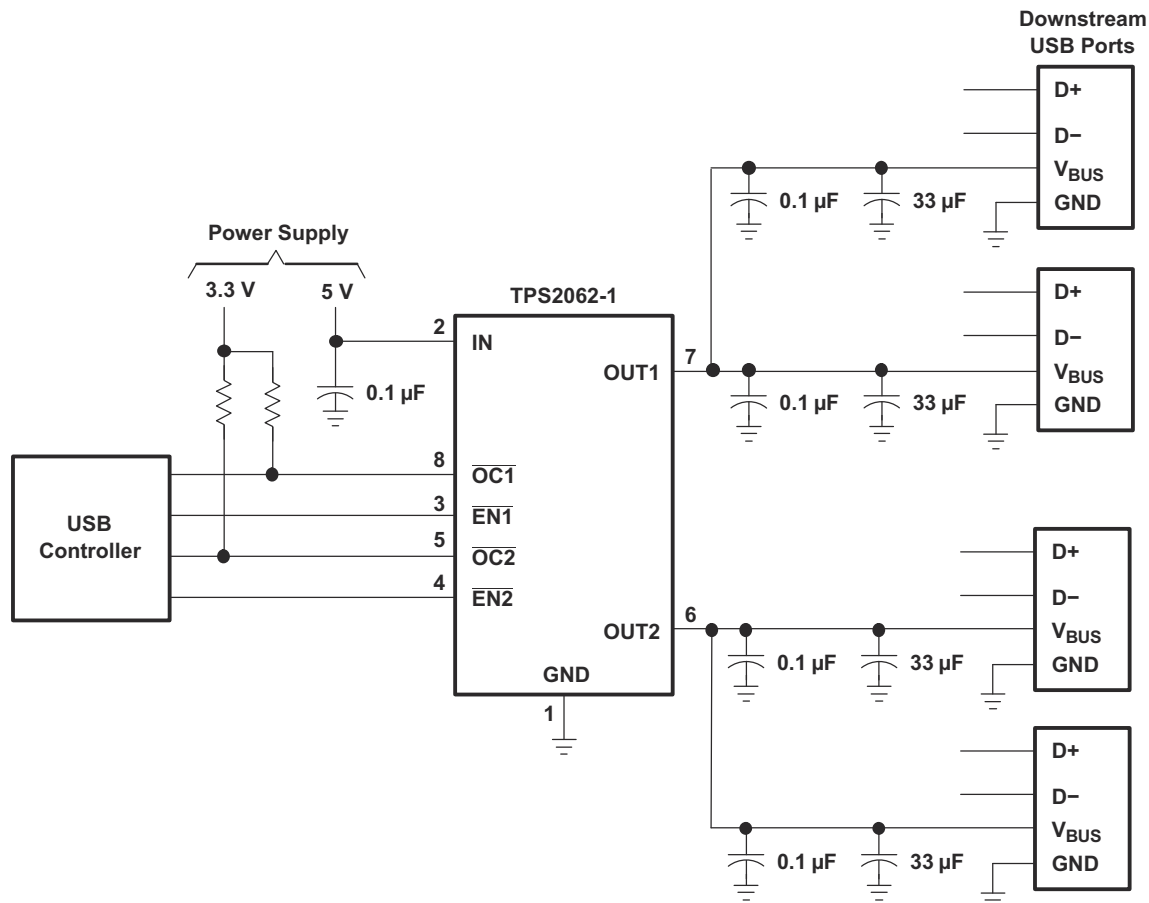 Downstream
USB Ports
D+
D−
VBUS
GND
0.1 µF
33 µF
Power Supply
3.3 V
5 V
0.1 µF
TPS2062-1
2
IN
8
OC1
3
EN1
5
OC2
4
EN2
OUT1
7
OUT2
6
GND
1
USB
Controller
D+
D−
VBUS
GND
0.1 µF
33 µF
D+
D−
VBUS
GND
0.1 µF
33 µF
D+
D−
VBUS
GND
0.1 µF
33 µF